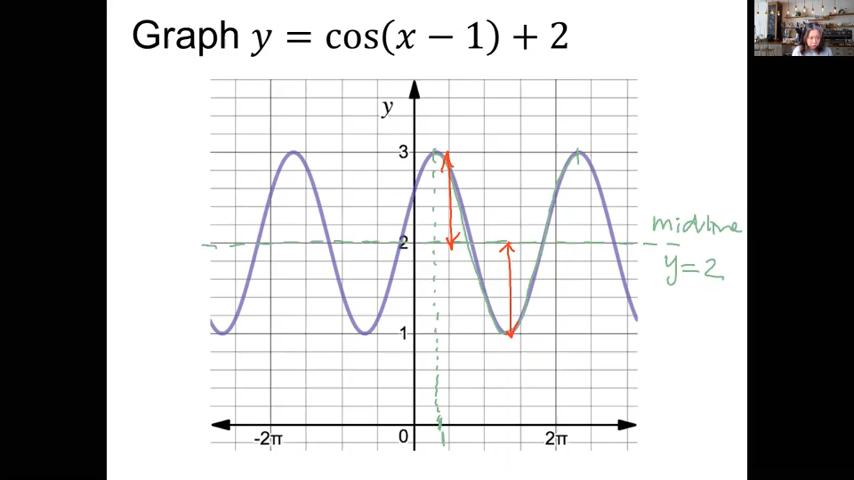 Graph y = cos(x − 1) + 2
y
3
midline
2
y=2
1
-2π
0
2π